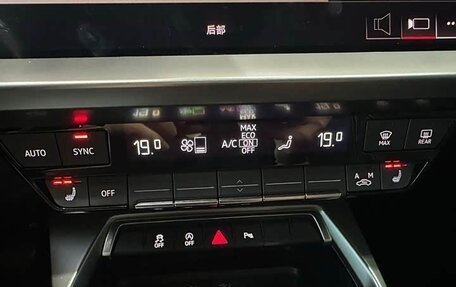 后部
MAX
ECO
19.0 A/C ON 19.0
OFF
AUTO SYNC MAX REAR
OFF A M
OFF OFF